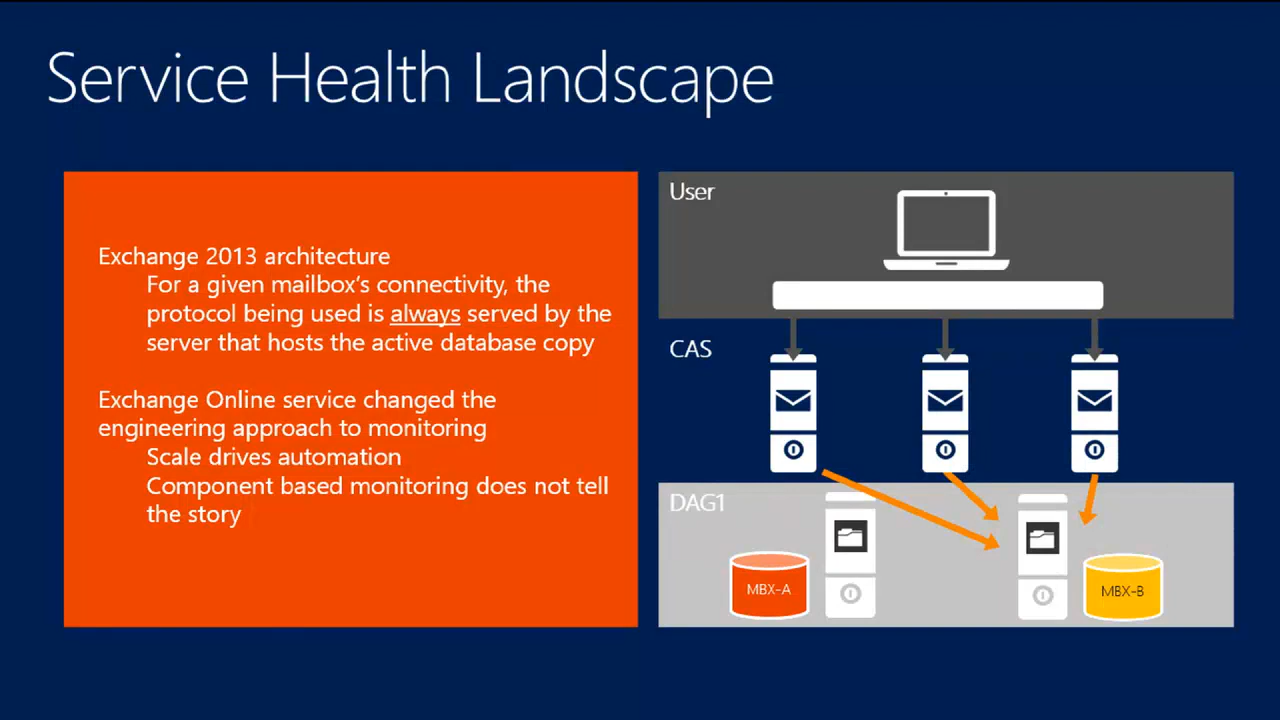 Service Health Landscape
Exchange 2013 architecture
For a given mailbox's connectivity, the
protocol being used is always served by the
server that hosts the active database copy
Exchange Online service changed the
engineering approach to monitoring
Scale drives automation
Component based monitoring does not tell
the story
User
CAS
DAG1
MBX-A
MBX-B